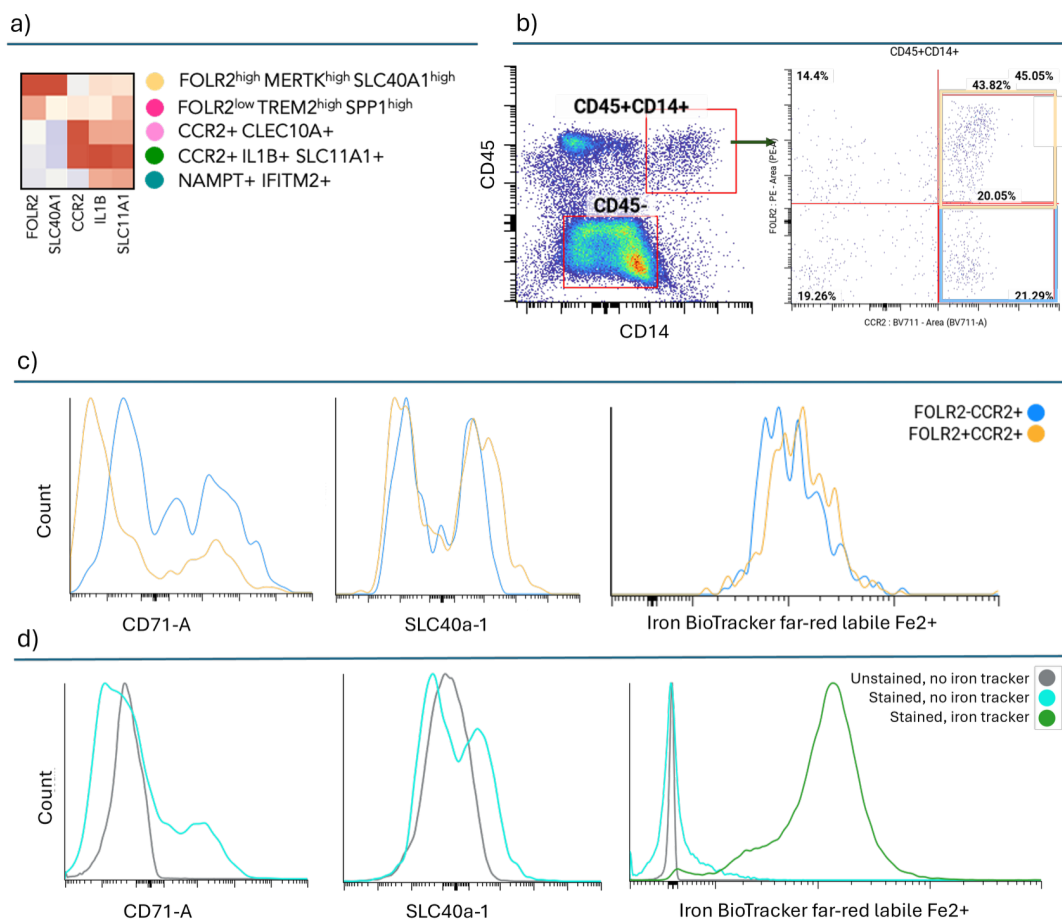 a)
FOLR2high MERTKhigh SLC40A1high
FOLR2low TREM2high SPP1high
CCR2+ CLEC10A+
CCR2+ IL1B+ SLC11A1+
NAMPT+ IFITM2+
FOLR2
SLC40A1
CCR2
IL1B
SLC11A1
b)
CD45+CD14+
CD45-
CD45
CD14
CD45+CD14+
14.4%
45.05%
43.82%
20.05%
19.26%
21.29%
FOLR2 : PE - Area (PE-A)
CCR2 : BV711 - Area (BV711-A)
c)
Count
CD71-A
SLC40a-1
Iron BioTracker far-red labile Fe2+
FOLR2-CCR2+
FOLR2+CCR2+
d)
Count
CD71-A
SLC40a-1
Iron BioTracker far-red labile Fe2+
Unstained, no iron tracker
Stained, no iron tracker
Stained, iron tracker